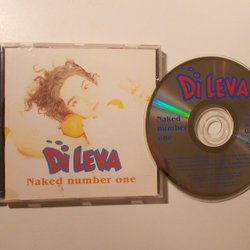 Di LEVA
Naked number one
Di LEVA
Naked
number
one